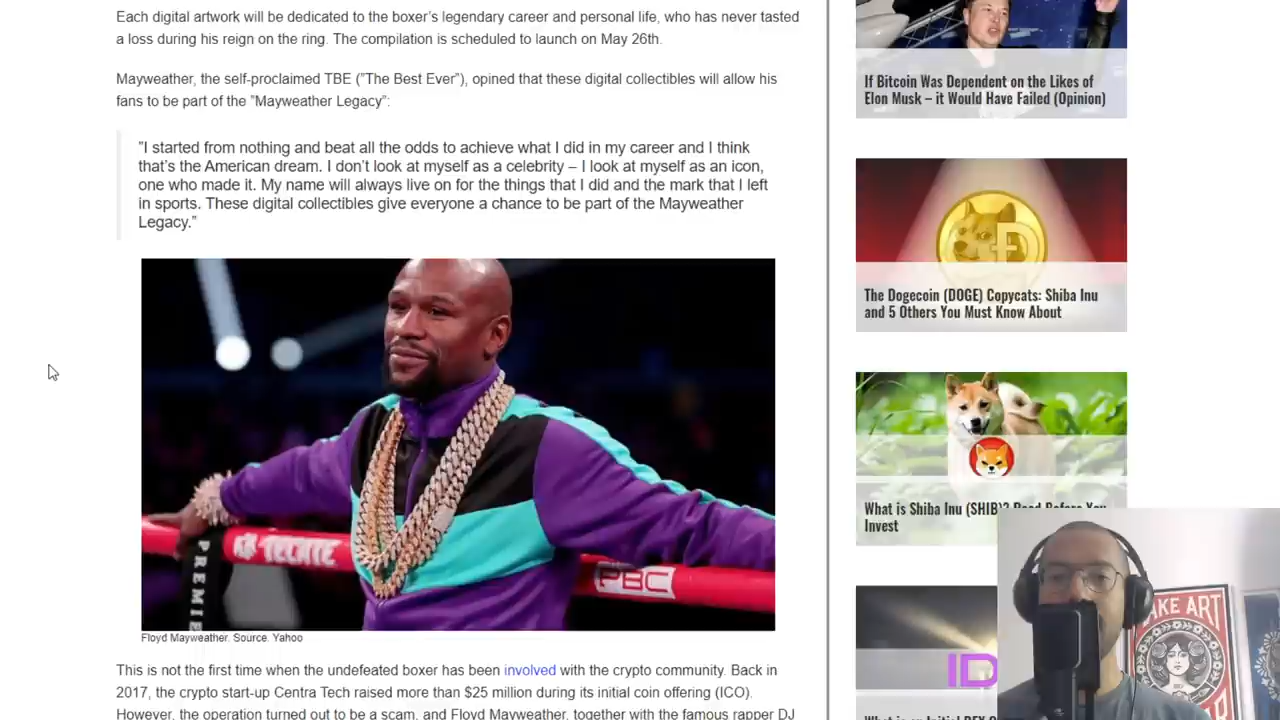 Each digital artwork will be dedicated to the boxer's legendary career and personal life, who has never tasted
a loss during his reign on the ring. The compilation is scheduled to launch on May 26th.
Mayweather, the self-proclaimed TBE ("The Best Ever"), opined that these digital collectibles will allow his
fans to be part of the "Mayweather Legacy":
"I started from nothing and beat all the odds to achieve what I did in my career and I think
that's the American dream. I don't look at myself as a celebrity – I look at myself as an icon,
one who made it. My name will always live on for the things that I did and the mark that I left
in sports. These digital collectibles give everyone a chance to be part of the Mayweather
Legacy."
TECATE
PBC
PREMIE
Floyd Mayweather. Source. Yahoo
This is not the first time when the undefeated boxer has been involved with the crypto community. Back in
2017, the crypto start-up Centra Tech raised more than $25 million during its initial coin offering (ICO).
However, the operation turned out to be a scam, and Floyd Mayweather, together with the famous rapper DJ
If Bitcoin Was Dependent on the Likes of
Elon Musk – it Would Have Failed (Opinion)
The Dogecoin (DOGE) Copycats: Shiba Inu
and 5 Others You Must Know About
What is Shiba Inu (SHIB)? Read Before You
Invest
ID
What is an Initial DEX
AKE ART